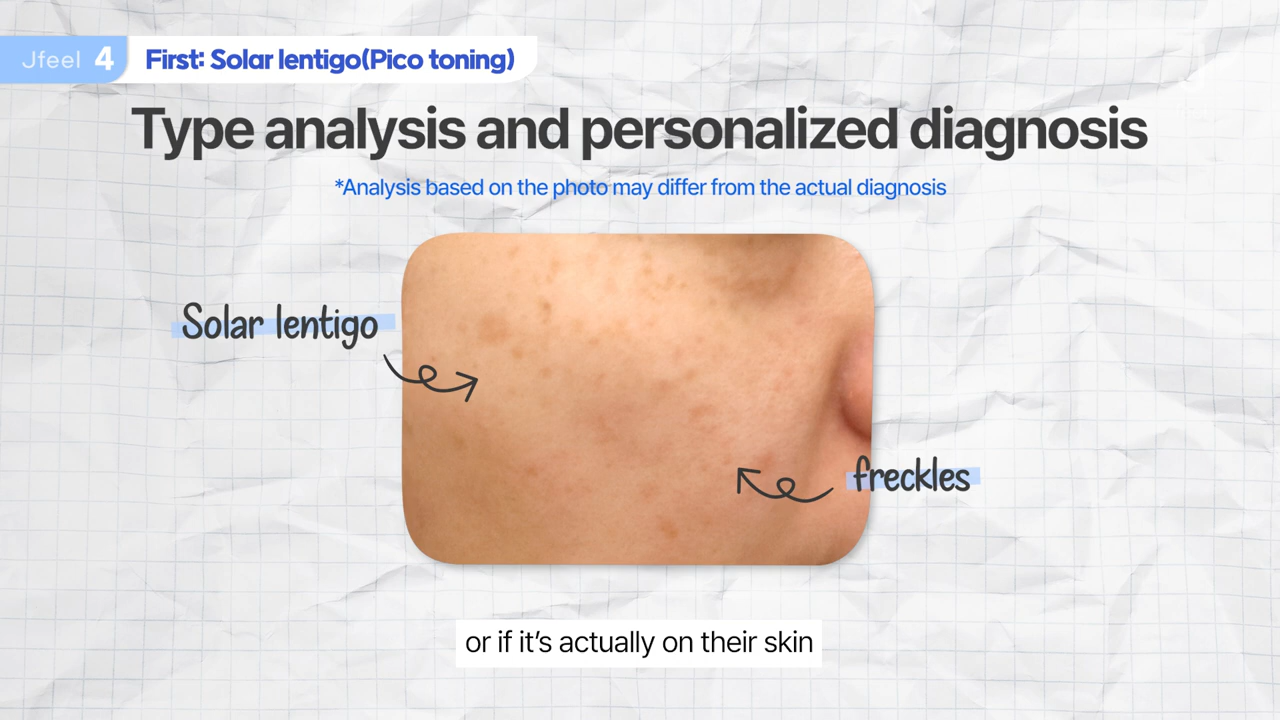 Jfeel 4 First: Solar lentigo(Pico toning)
Type analysis and personalized diagnosis
*Analysis based on the photo may differ from the actual diagnosis
Solar lentigo
freckles
or if it's actually on their skin